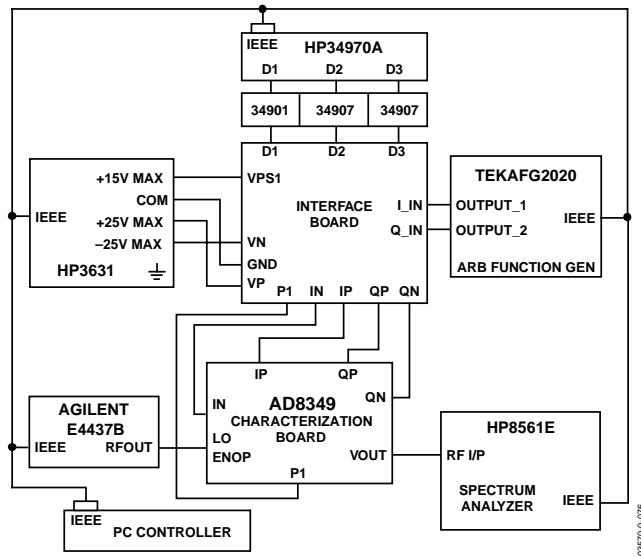 IEEE
HP34970A
D1 D2 D3
34901 34907 34907
D1 D2 D3
+15V MAX
COM
+25V MAX
–25V MAX
IEEE
HP3631
VPS1
VN
GND
VP
INTERFACE
BOARD
I_IN
Q_IN
P1 IN IP QP QN
TEKAFG2020
OUTPUT_1
OUTPUT_2
IEEE
ARB FUNCTION GEN
IP QP
IN
QN
AD8349
CHARACTERIZATION
BOARD
LO
ENOP
VOUT
P1
AGILENT
E4437B
IEEE RFOUT
HP8561E
RF I/P
SPECTRUM
ANALYZER
IEEE
IEEE
PC CONTROLLER
03570-0-076